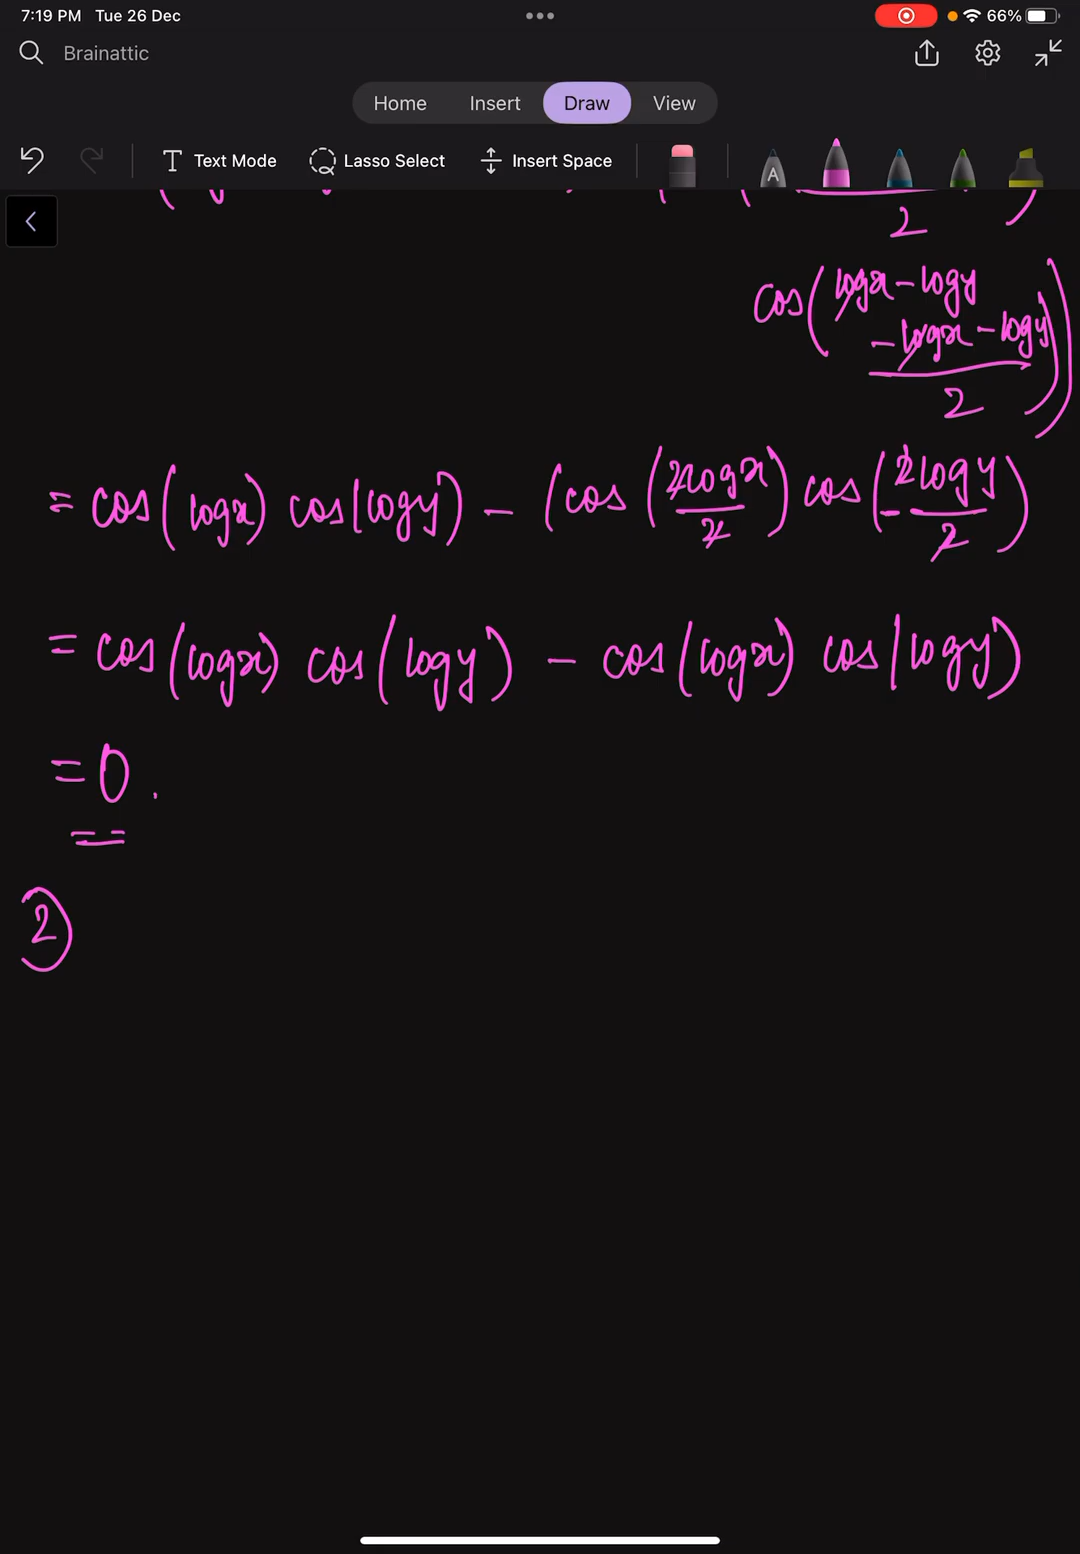 7:19 PM Tue 26 Dec
66%
Brainattic
Home Insert Draw View
Text Mode Lasso Select Insert Space A
2
cos(logx - logy
- logx - logy))
2
= cos(logx) cos(logy) - (cos(2logx/2) cos(-2logy/2)
= cos(logx) cos(logy) - cos(logx) cos(logy)
= 0.
2)